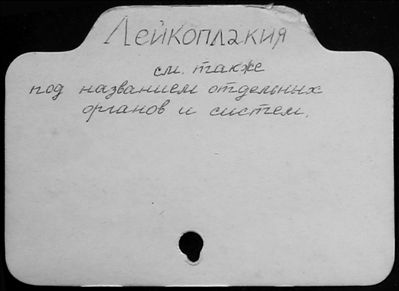 Лейкоплакия
см. также
под названием отдельных
органов и систем.